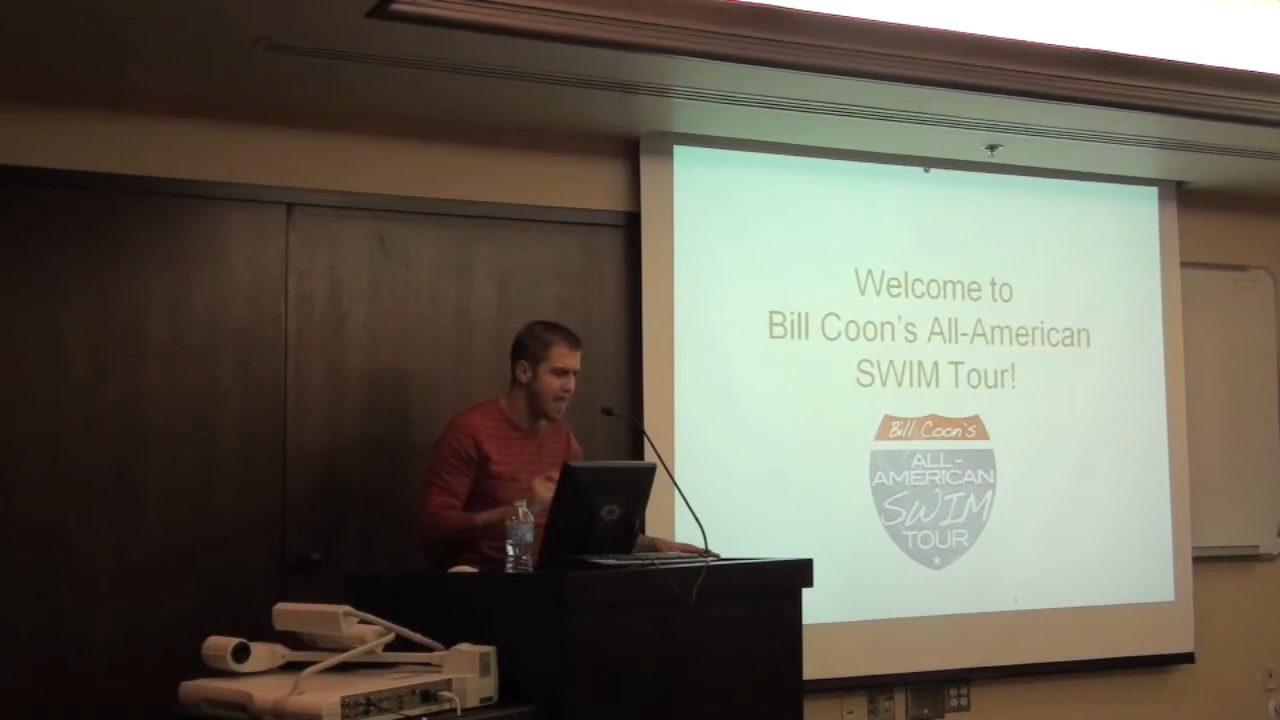 Welcome to
Bill Coon's All-American
SWIM Tour!
Bill Coon's
ALL-
AMERICAN
SWIM
TOUR